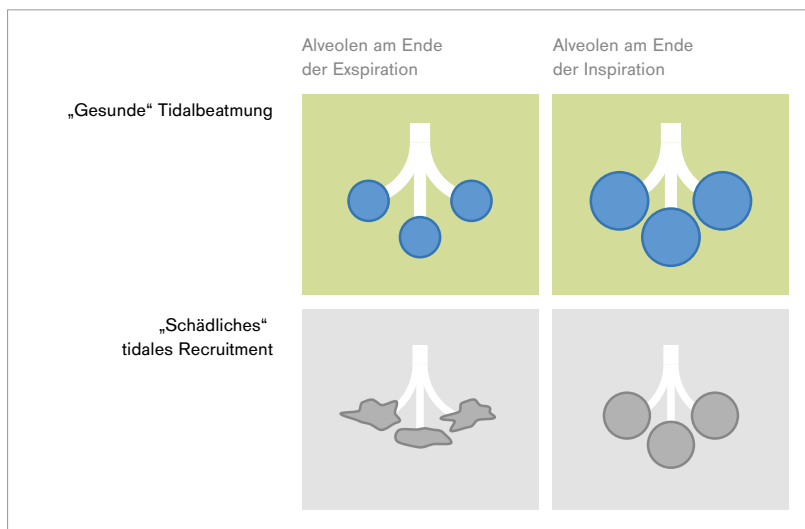 Alveolen am Ende
der Exspiration
Alveolen am Ende
der Inspiration
„Gesunde“ Tidalbeatmung
„Schädliches“
tidales Recruitment